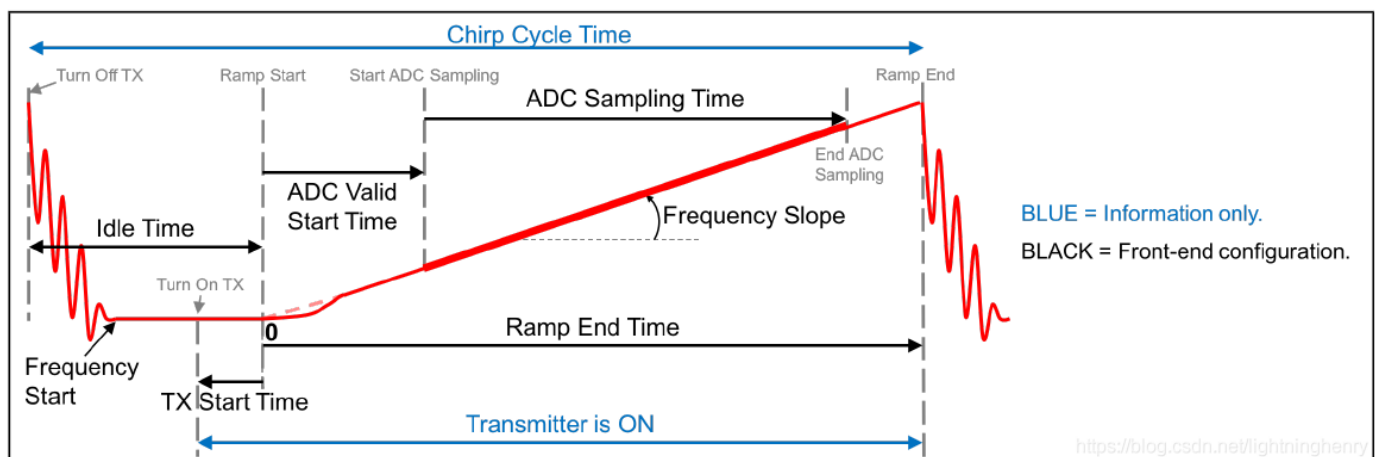 Chirp Cycle Time
Turn Off TX
Ramp Start
Start ADC Sampling
Ramp End
ADC Sampling Time
End ADC
Sampling
ADC Valid
Start Time
Idle Time
Frequency Slope
BLUE = Information only.
BLACK = Front-end configuration.
Turn On TX
0
Ramp End Time
Frequency
Start
TX Start Time
Transmitter is ON
https://blog.csdn.net/lightninghenry